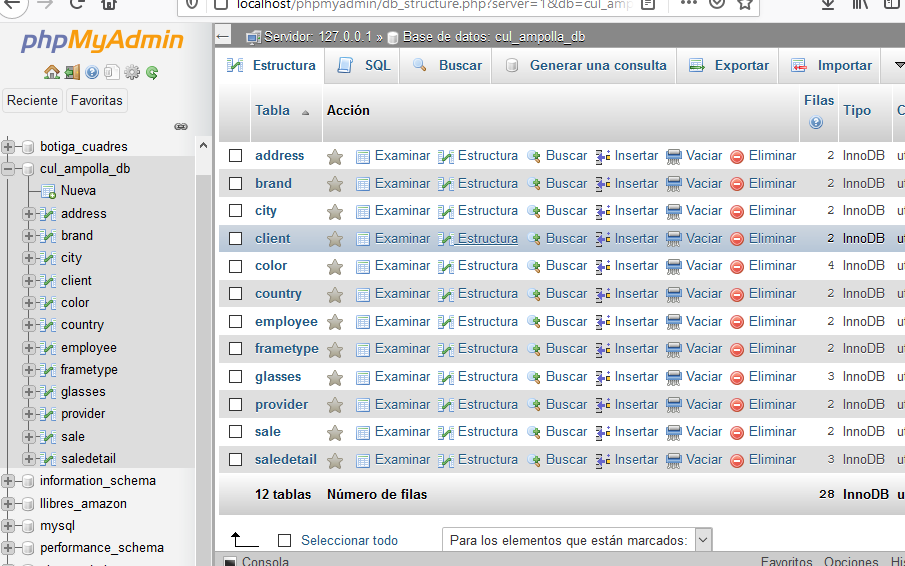 localhost/phpmyadmin/db_structure.php?server=1&db=cul_amp
phpMyAdmin
Reciente Favoritas
botiga_cuadres
cul_ampolla_db
Nueva
address
brand
city
client
color
country
employee
frametype
glasses
provider
sale
saledetail
information_schema
llibres_amazon
mysql
performance_schema
Servidor: 127.0.0.1 » Base de datos: cul_ampolla_db
Estructura SQL Buscar Generar una consulta Exportar Importar
Tabla Acción Filas Tipo C
address Examinar Estructura Buscar Insertar Vaciar Eliminar 2 InnoDB
brand Examinar Estructura Buscar Insertar Vaciar Eliminar 2 InnoDB
city Examinar Estructura Buscar Insertar Vaciar Eliminar 2 InnoDB
client Examinar Estructura Buscar Insertar Vaciar Eliminar 2 InnoDB
color Examinar Estructura Buscar Insertar Vaciar Eliminar 4 InnoDB
country Examinar Estructura Buscar Insertar Vaciar Eliminar 2 InnoDB
employee Examinar Estructura Buscar Insertar Vaciar Eliminar 2 InnoDB
frametype Examinar Estructura Buscar Insertar Vaciar Eliminar 2 InnoDB
glasses Examinar Estructura Buscar Insertar Vaciar Eliminar 3 InnoDB
provider Examinar Estructura Buscar Insertar Vaciar Eliminar 2 InnoDB
sale Examinar Estructura Buscar Insertar Vaciar Eliminar 2 InnoDB
saledetail Examinar Estructura Buscar Insertar Vaciar Eliminar 3 InnoDB
12 tablas Número de filas 28 InnoDB
Seleccionar todo Para los elementos que están marcados:
Consola Favoritos Opciones